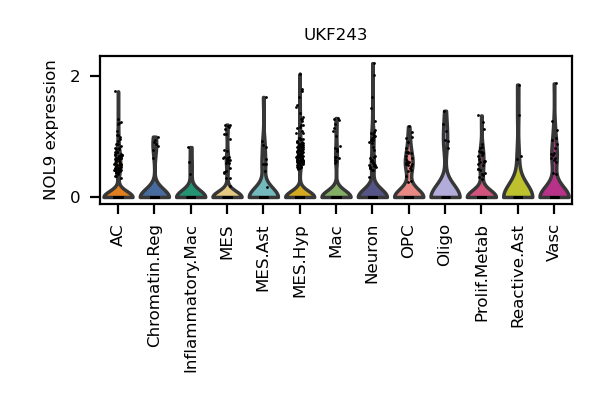 UKF243
NOL9 expression
2
0
AC
Chromatin.Reg
Inflammatory.Mac
MES
MES.Ast
MES.Hyp
Mac
Neuron
OPC
Oligo
Prolif.Metab
Reactive.Ast
Vasc